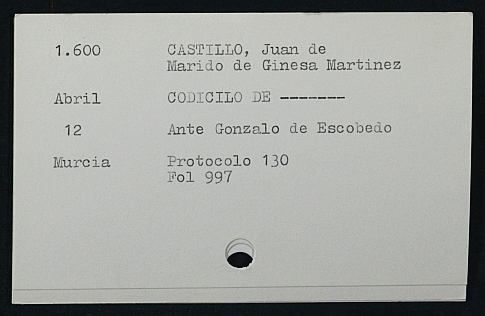 1.600 CASTILLO, Juan de
Marido de Ginesa Martinez
Abril CODICILO DE -------
12 Ante Gonzalo de Escobedo
Murcia Protocolo 130
Fol 997